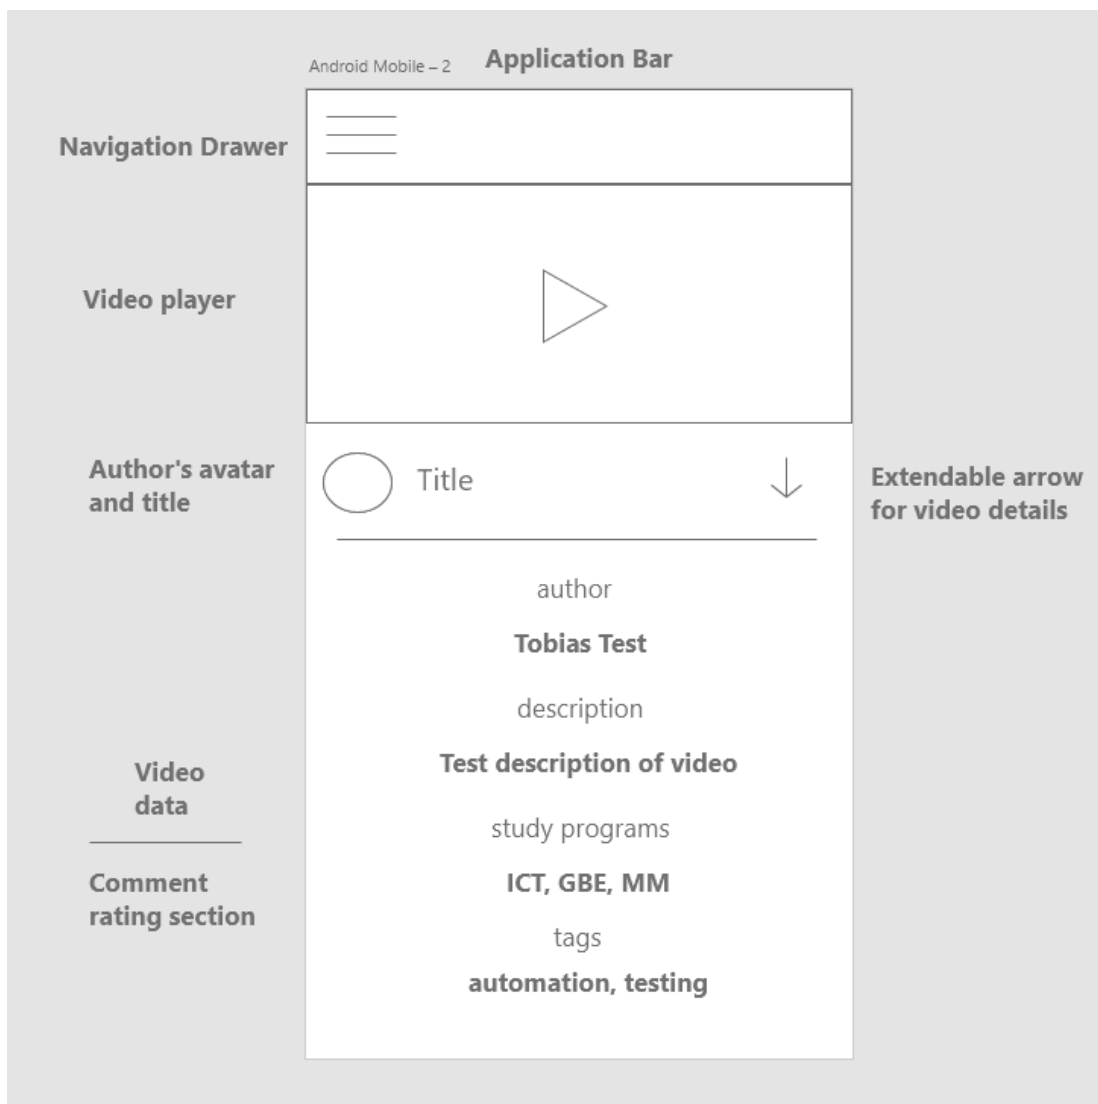 Android Mobile – 2
Application Bar
Navigation Drawer
Video player
Author's avatar
and title
Title
Extendable arrow
for video details
author
Tobias Test
description
Test description of video
Video
data
study programs
Comment
rating section
ICT, GBE, MM
tags
automation, testing